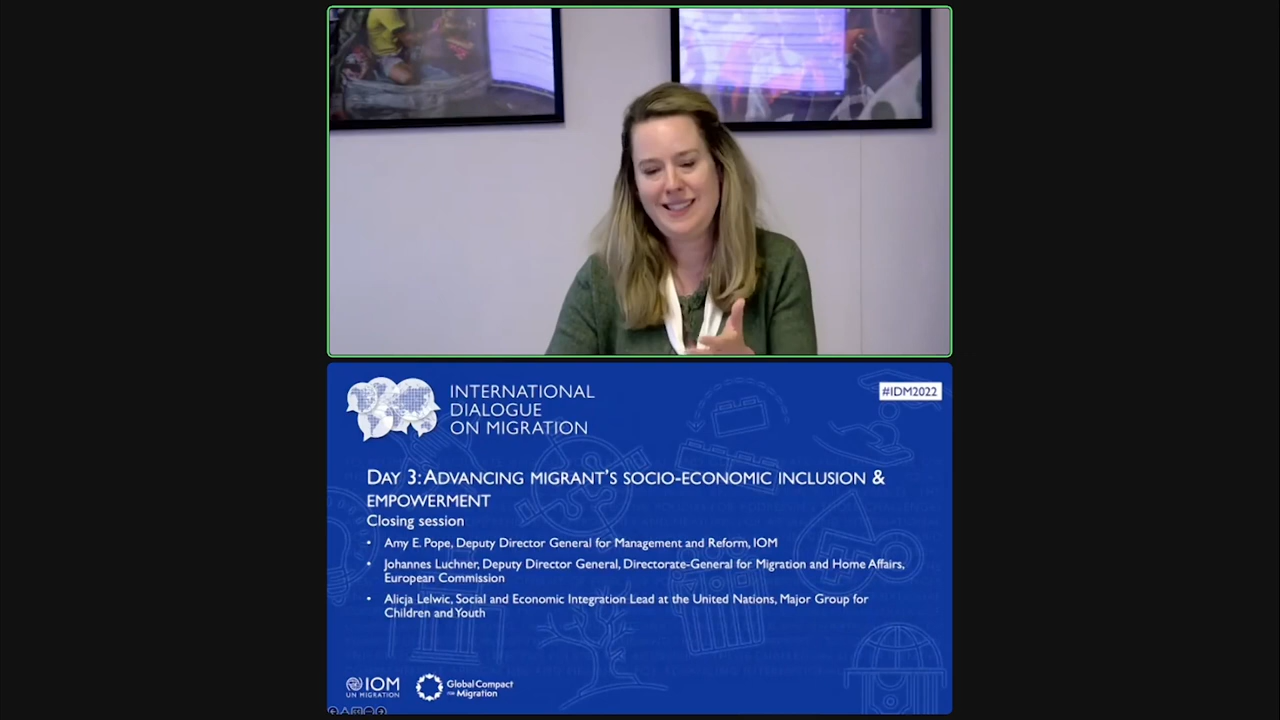 INTERNATIONAL
DIALOGUE
ON MIGRATION
#IDM2022
DAY 3: ADVANCING MIGRANT'S SOCIO-ECONOMIC INCLUSION &
EMPOWERMENT
Closing session
• Amy E. Pope, Deputy Director General for Management and Reform, IOM
• Johannes Luchner, Deputy Director General, Directorate-General for Migration and Home Affairs,
European Commission
• Alicja Lelwic, Social and Economic Integration Lead at the United Nations, Major Group for
Children and Youth
IOM
UN MIGRATION
Global Compact
FOR Migration